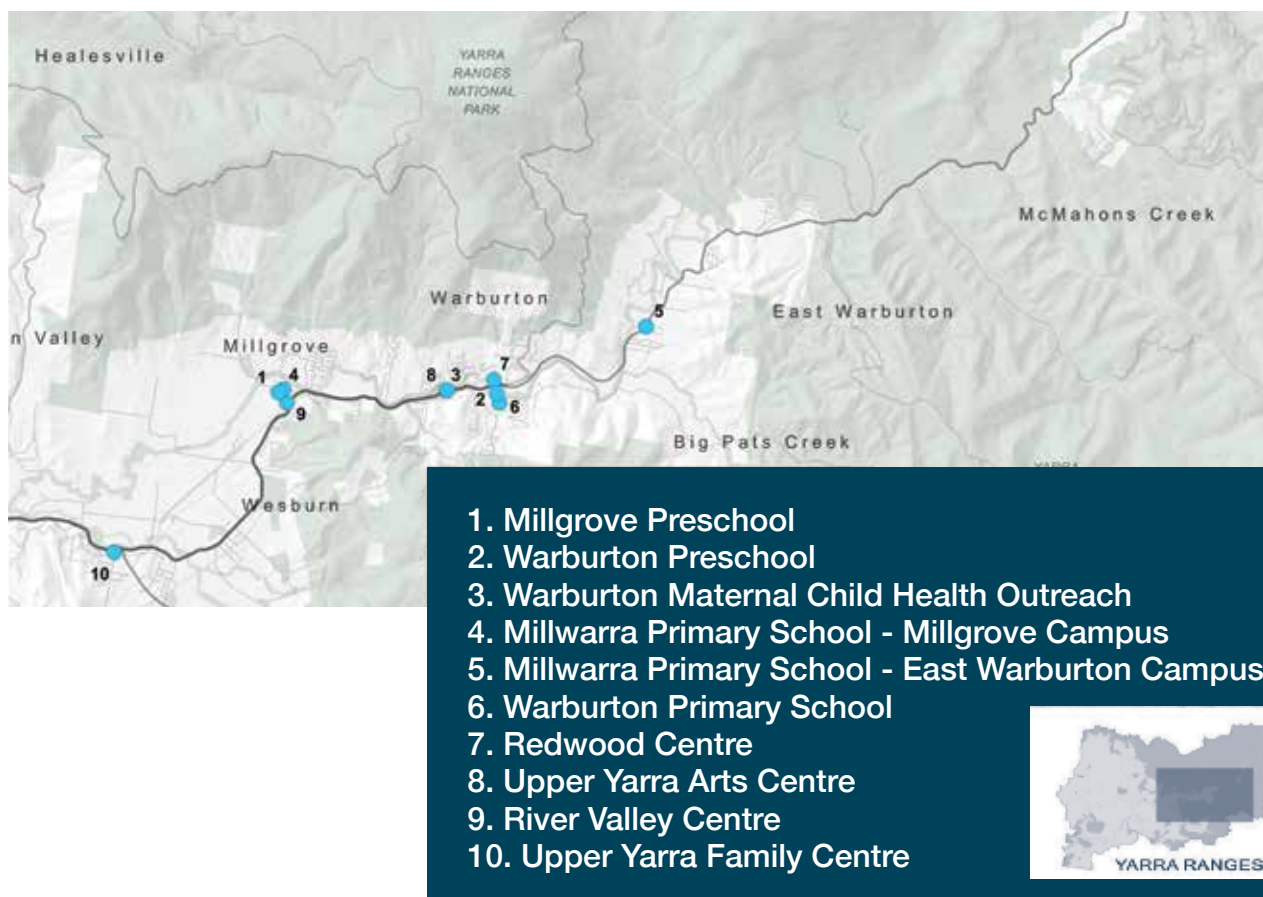 Healesville
YARRA
RANGES
NATIONAL
PARK
McMahons Creek
Warburton
East Warburton
5
n Valley
Millgrove
7
1
4
8 3
2
9
6
Big Pats Creek
YARRA
Wesburn
10
1. Millgrove Preschool
2. Warburton Preschool
3. Warburton Maternal Child Health Outreach
4. Millwarra Primary School - Millgrove Campus
5. Millwarra Primary School - East Warburton Campus
6. Warburton Primary School
7. Redwood Centre
8. Upper Yarra Arts Centre
9. River Valley Centre
10. Upper Yarra Family Centre
YARRA RANGES